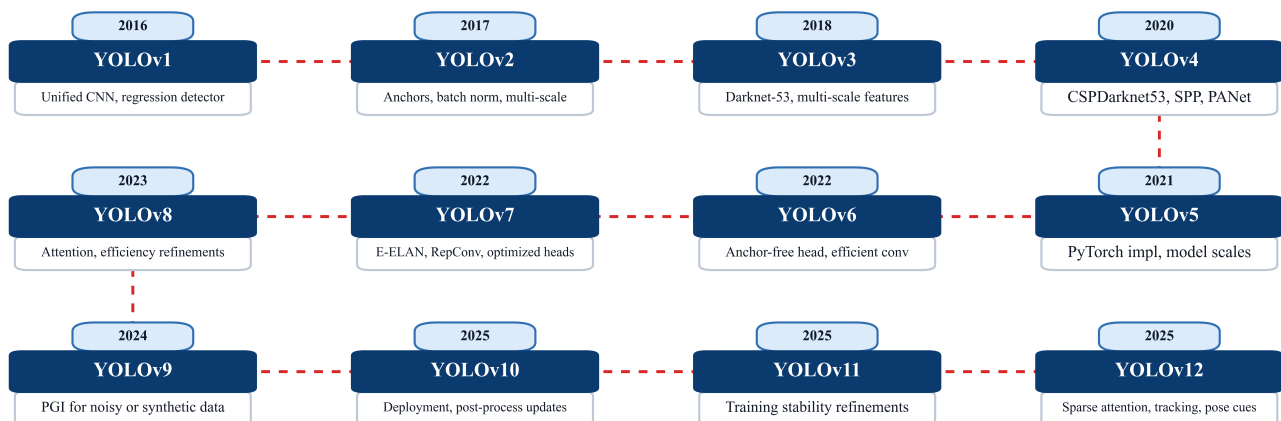 2016
YOLOv1
Unified CNN, regression detector
2017
YOLOv2
Anchors, batch norm, multi-scale
2018
YOLOv3
Darknet-53, multi-scale features
2020
YOLOv4
CSPDarknet53, SPP, PANet
2021
YOLOv5
PyTorch impl, model scales
2022
YOLOv6
Anchor-free head, efficient conv
2022
YOLOv7
E-ELAN, RepConv, optimized heads
2023
YOLOv8
Attention, efficiency refinements
2024
YOLOv9
PGI for noisy or synthetic data
2025
YOLOv10
Deployment, post-process updates
2025
YOLOv11
Training stability refinements
2025
YOLOv12
Sparse attention, tracking, pose cues